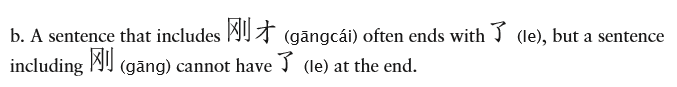 b. A sentence that includes 刚才 (gāngcái) often ends with 了 (le), but a sentence
including 刚 (gāng) cannot have 了 (le) at the end.